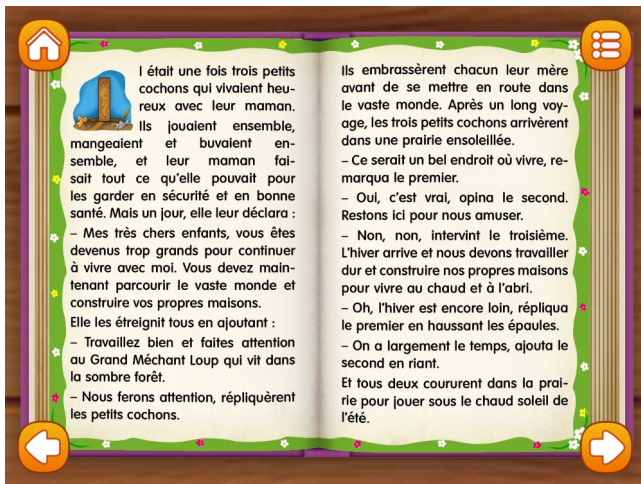 Il était une fois trois petits
cochons qui vivaient heu-
reux avec leur maman.
Ils jouaient ensemble,
mangeaient et buvaient en-
semble, et leur maman fai-
sait tout ce qu'elle pouvait pour
les garder en sécurité et en bonne
santé. Mais un jour, elle leur déclara :
– Mes très chers enfants, vous êtes
devenus trop grands pour continuer
à vivre avec moi. Vous devez main-
tenant parcourir le vaste monde et
construire vos propres maisons.
Elle les étreignit tous en ajoutant :
– Travaillez bien et faites attention
au Grand Méchant Loup qui vit dans
la sombre forêt.
– Nous ferons attention, répliquèrent
les petits cochons.
Ils embrassèrent chacun leur mère
avant de se mettre en route dans
le vaste monde. Après un long voy-
age, les trois petits cochons arrivèrent
dans une prairie ensoleillée.
– Ce serait un bel endroit où vivre, re-
marqua le premier.
– Oui, c'est vrai, opina le second.
Restons ici pour nous amuser.
– Non, non, intervint le troisième.
L'hiver arrive et nous devons travailler
dur et construire nos propres maisons
pour vivre au chaud et à l'abri.
– Oh, l'hiver est encore loin, répliqua
le premier en haussant les épaules.
– On a largement le temps, ajouta le
second en riant.
Et tous deux coururent dans la prai-
rie pour jouer sous le chaud soleil de
l'été.